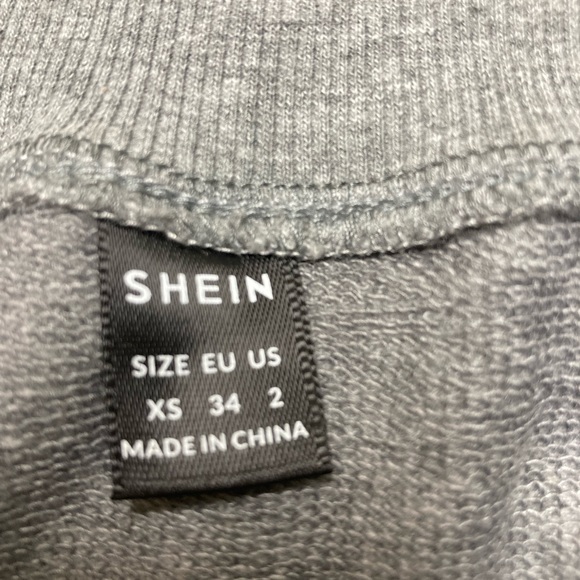 SHEIN
SIZE EU US
XS 34 2
MADE IN CHINA